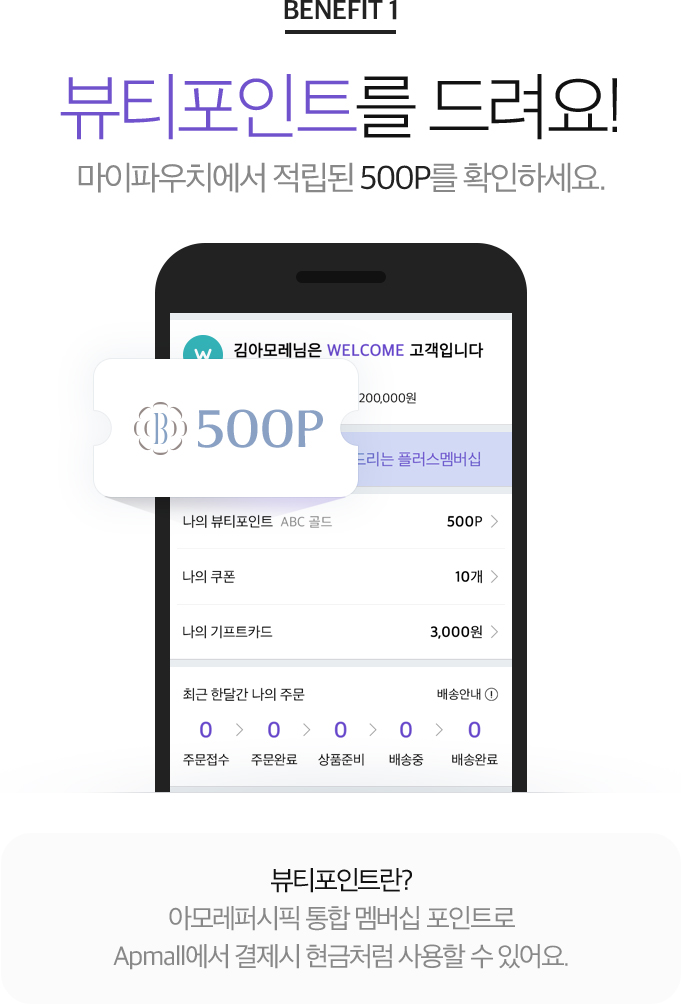 BENEFIT 1
뷰티포인트를 드려요!
마이파우치에서 적립된 500P를 확인하세요.
W 김아모레님은 WELCOME 고객입니다
200,000원
B 500P
드리는 플러스멤버십
나의 뷰티포인트 ABC 골드 500P
나의 쿠폰 10개
나의 기프트카드 3,000원
최근 한달간 나의 주문 배송안내
0 0 0 0 0
주문접수 주문완료 상품준비 배송중 배송완료
뷰티포인트란?
아모레퍼시픽 통합 멤버십 포인트로
Apmall에서 결제시 현금처럼 사용할 수 있어요.